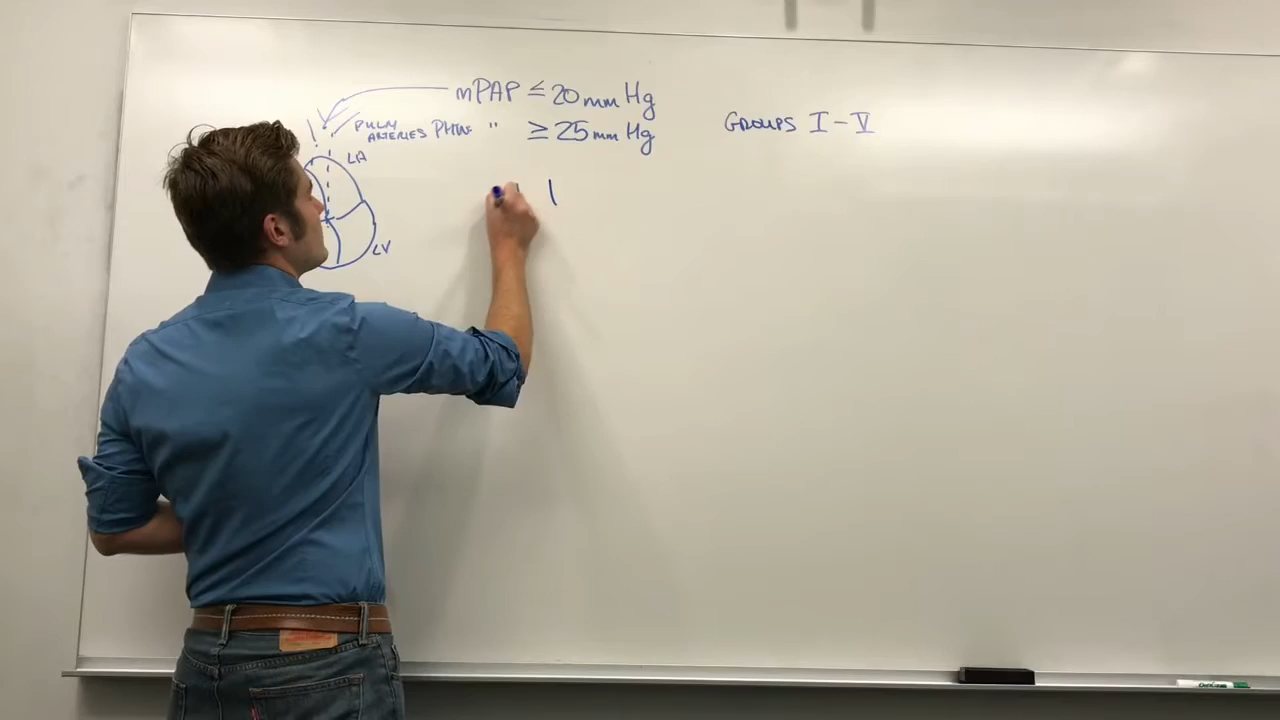 mPAP ≤ 20 mm Hg
PULM ARTERIES PHTN " ≥ 25 mm Hg
GROUPS I - V
LA
LV